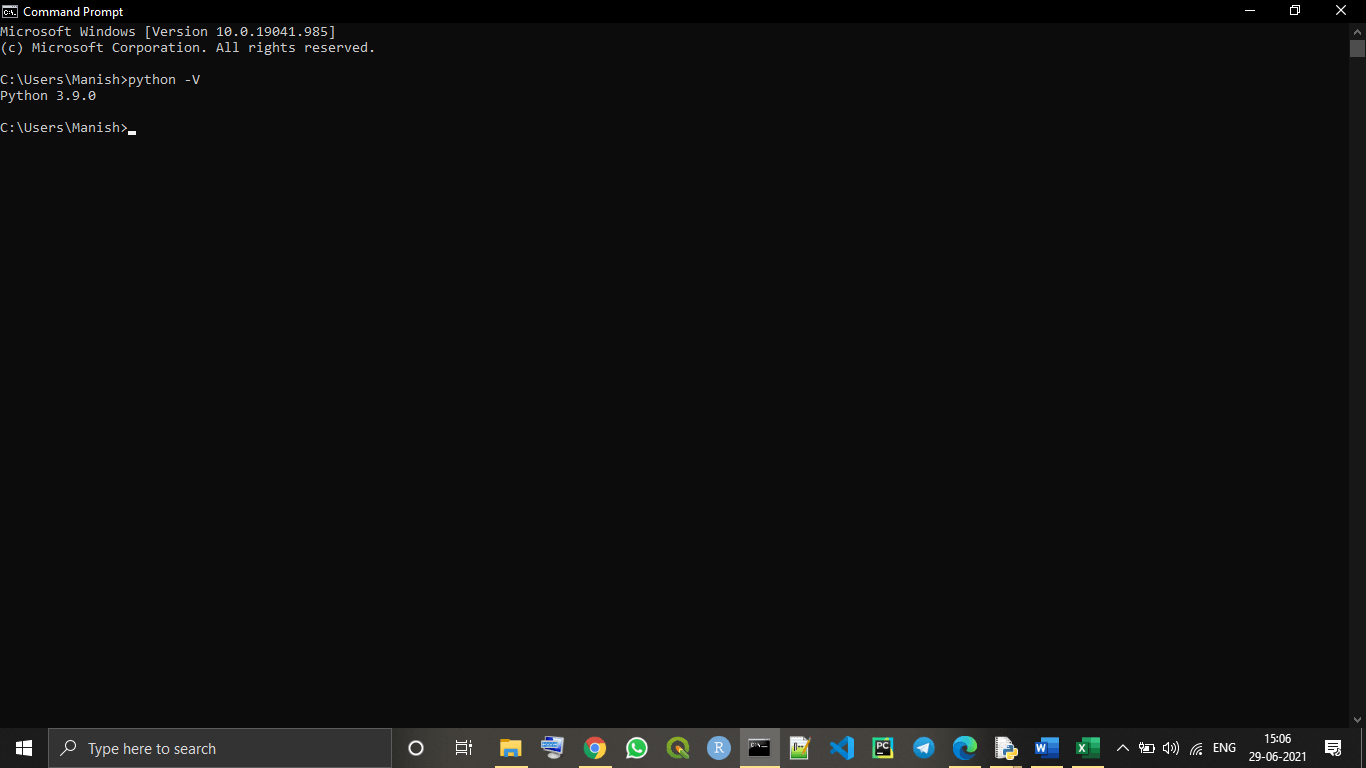 Command Prompt
Microsoft Windows [Version 10.0.19041.985]
(c) Microsoft Corporation. All rights reserved.
C:\Users\Manish>python -V
Python 3.9.0
C:\Users\Manish>
Type here to search
ENG
15:06
29-06-2021